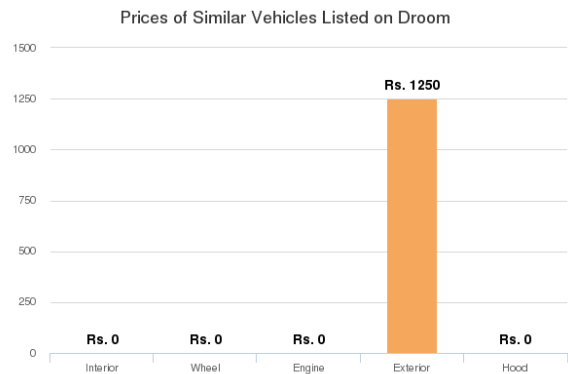 Prices of Similar Vehicles Listed on Droom
1500
Rs. 1250
1250
1000
750
500
250
Rs. 0 Rs. 0 Rs. 0 Rs. 0
0
Interior Wheel Engine Exterior Hood